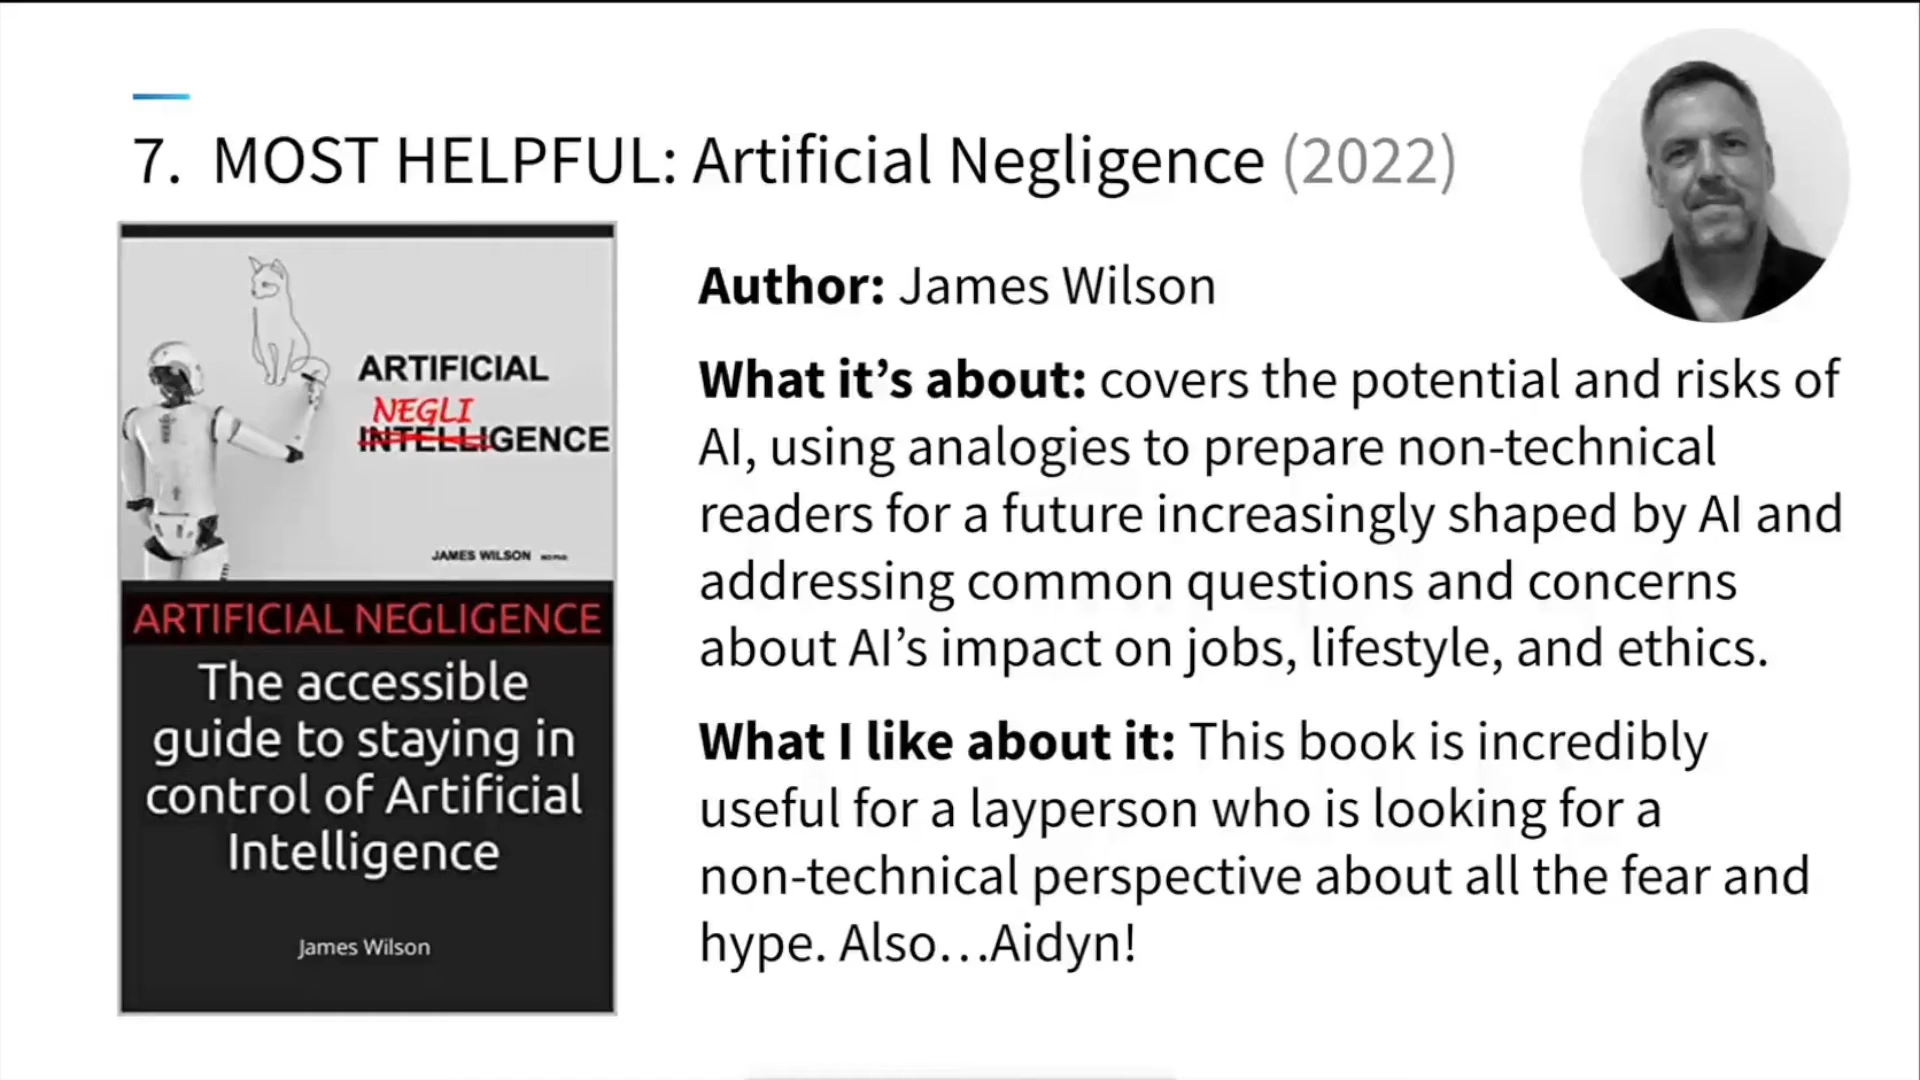 7. MOST HELPFUL: Artificial Negligence (2022)
ARTIFICIAL
NEGLI
INTELLIGENCE
JAMES WILSON
ARTIFICIAL NEGLIGENCE
The accessible
guide to staying in
control of Artificial
Intelligence
James Wilson
Author: James Wilson
What it’s about: covers the potential and risks of
AI, using analogies to prepare non-technical
readers for a future increasingly shaped by AI and
addressing common questions and concerns
about AI’s impact on jobs, lifestyle, and ethics.
What I like about it: This book is incredibly
useful for a layperson who is looking for a
non-technical perspective about all the fear and
hype. Also…Aidyn!